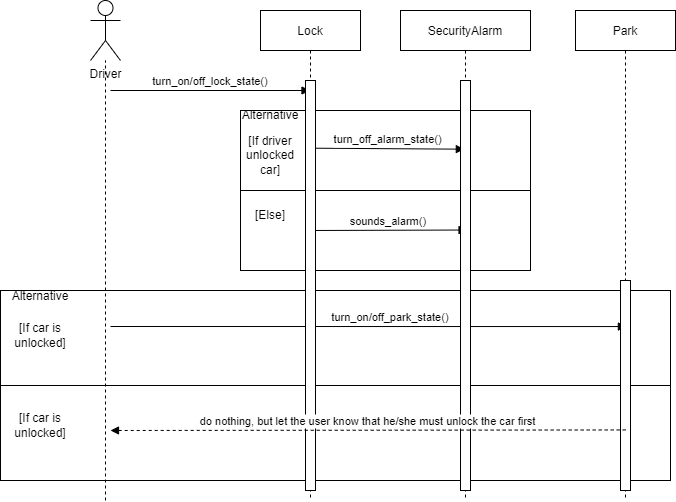 Lock
SecurityAlarm
Park
Driver
turn_on/off_lock_state()
Alternative
[If driver
unlocked
car]
turn_off_alarm_state()
[Else]
sounds_alarm()
Alternative
[If car is
unlocked]
turn_on/off_park_state()
[If car is
unlocked]
do nothing, but let the user know that he/she must unlock the car first